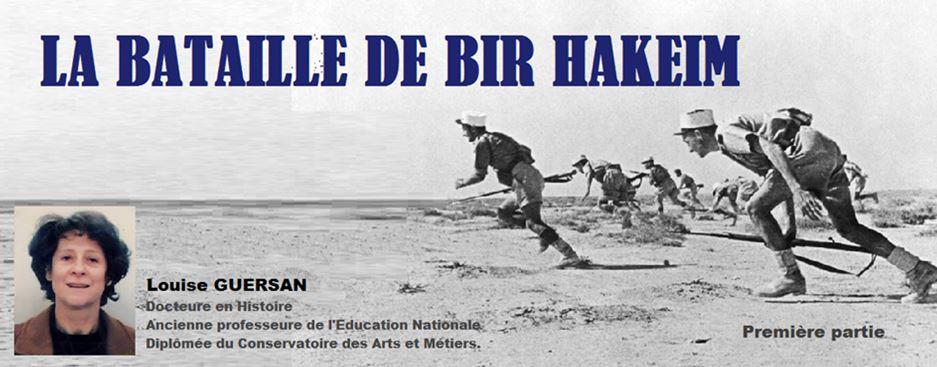 LA BATAILLE DE BIR HAKEIM
Louise GUERSAN
Docteure en Histoire
Ancienne professeure de l'Education Nationale
Diplômée du Conservatoire des Arts et Métiers.
Première partie